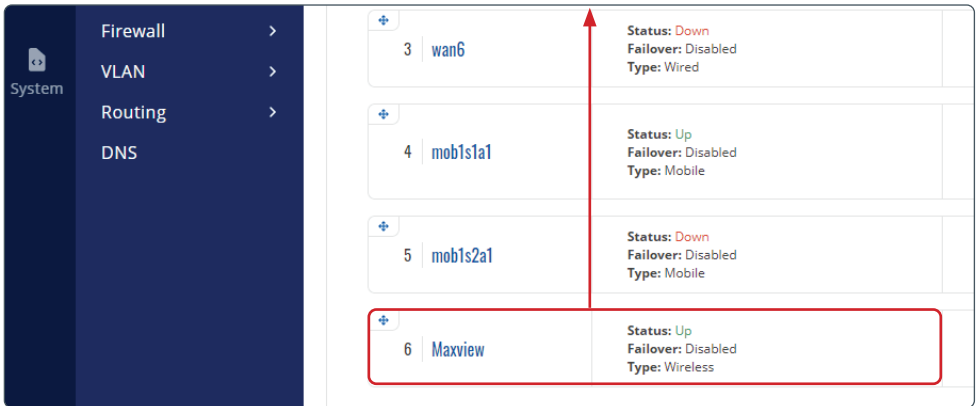 System
Firewall
VLAN
Routing
DNS
3 wan6
Status: Down
Failover: Disabled
Type: Wired
4 mob1s1a1
Status: Up
Failover: Disabled
Type: Mobile
5 mob1s2a1
Status: Down
Failover: Disabled
Type: Mobile
6 Maxview
Status: Up
Failover: Disabled
Type: Wireless